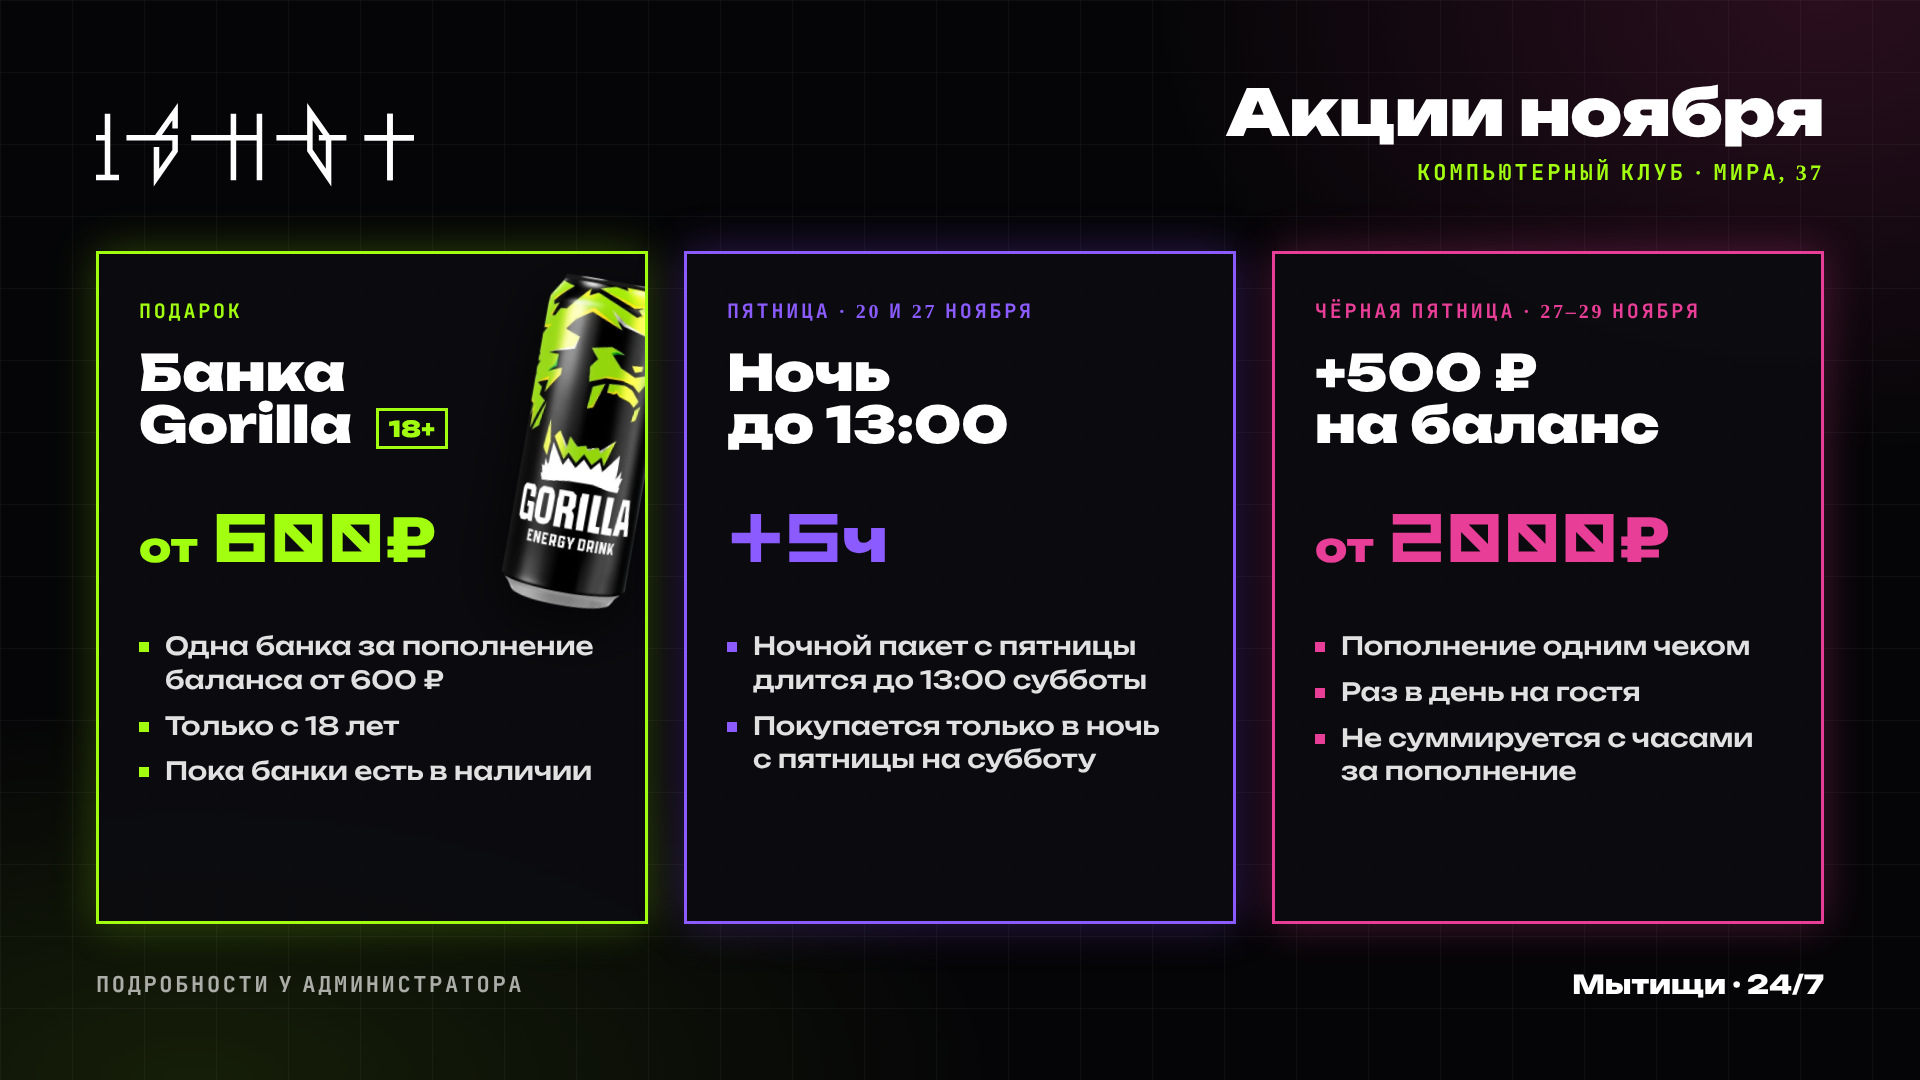 Акции ноября
КОМПЬЮТЕРНЫЙ КЛУБ · МИРА, 37
ПОДАРОК
Банка
Gorilla 18+
от 600₽
GORILLA
ENERGY DRINK
Одна банка за пополнение
баланса от 600 ₽
Только с 18 лет
Пока банки есть в наличии
ПЯТНИЦА · 20 И 27 НОЯБРЯ
Ночь
до 13:00
+5ч
Ночной пакет с пятницы
длится до 13:00 субботы
Покупается только в ночь
с пятницы на субботу
ЧЁРНАЯ ПЯТНИЦА · 27–29 НОЯБРЯ
+500 ₽
на баланс
от 2000₽
Пополнение одним чеком
Раз в день на гостя
Не суммируется с часами
за пополнение
ПОДРОБНОСТИ У АДМИНИСТРАТОРА
Мытищи · 24/7